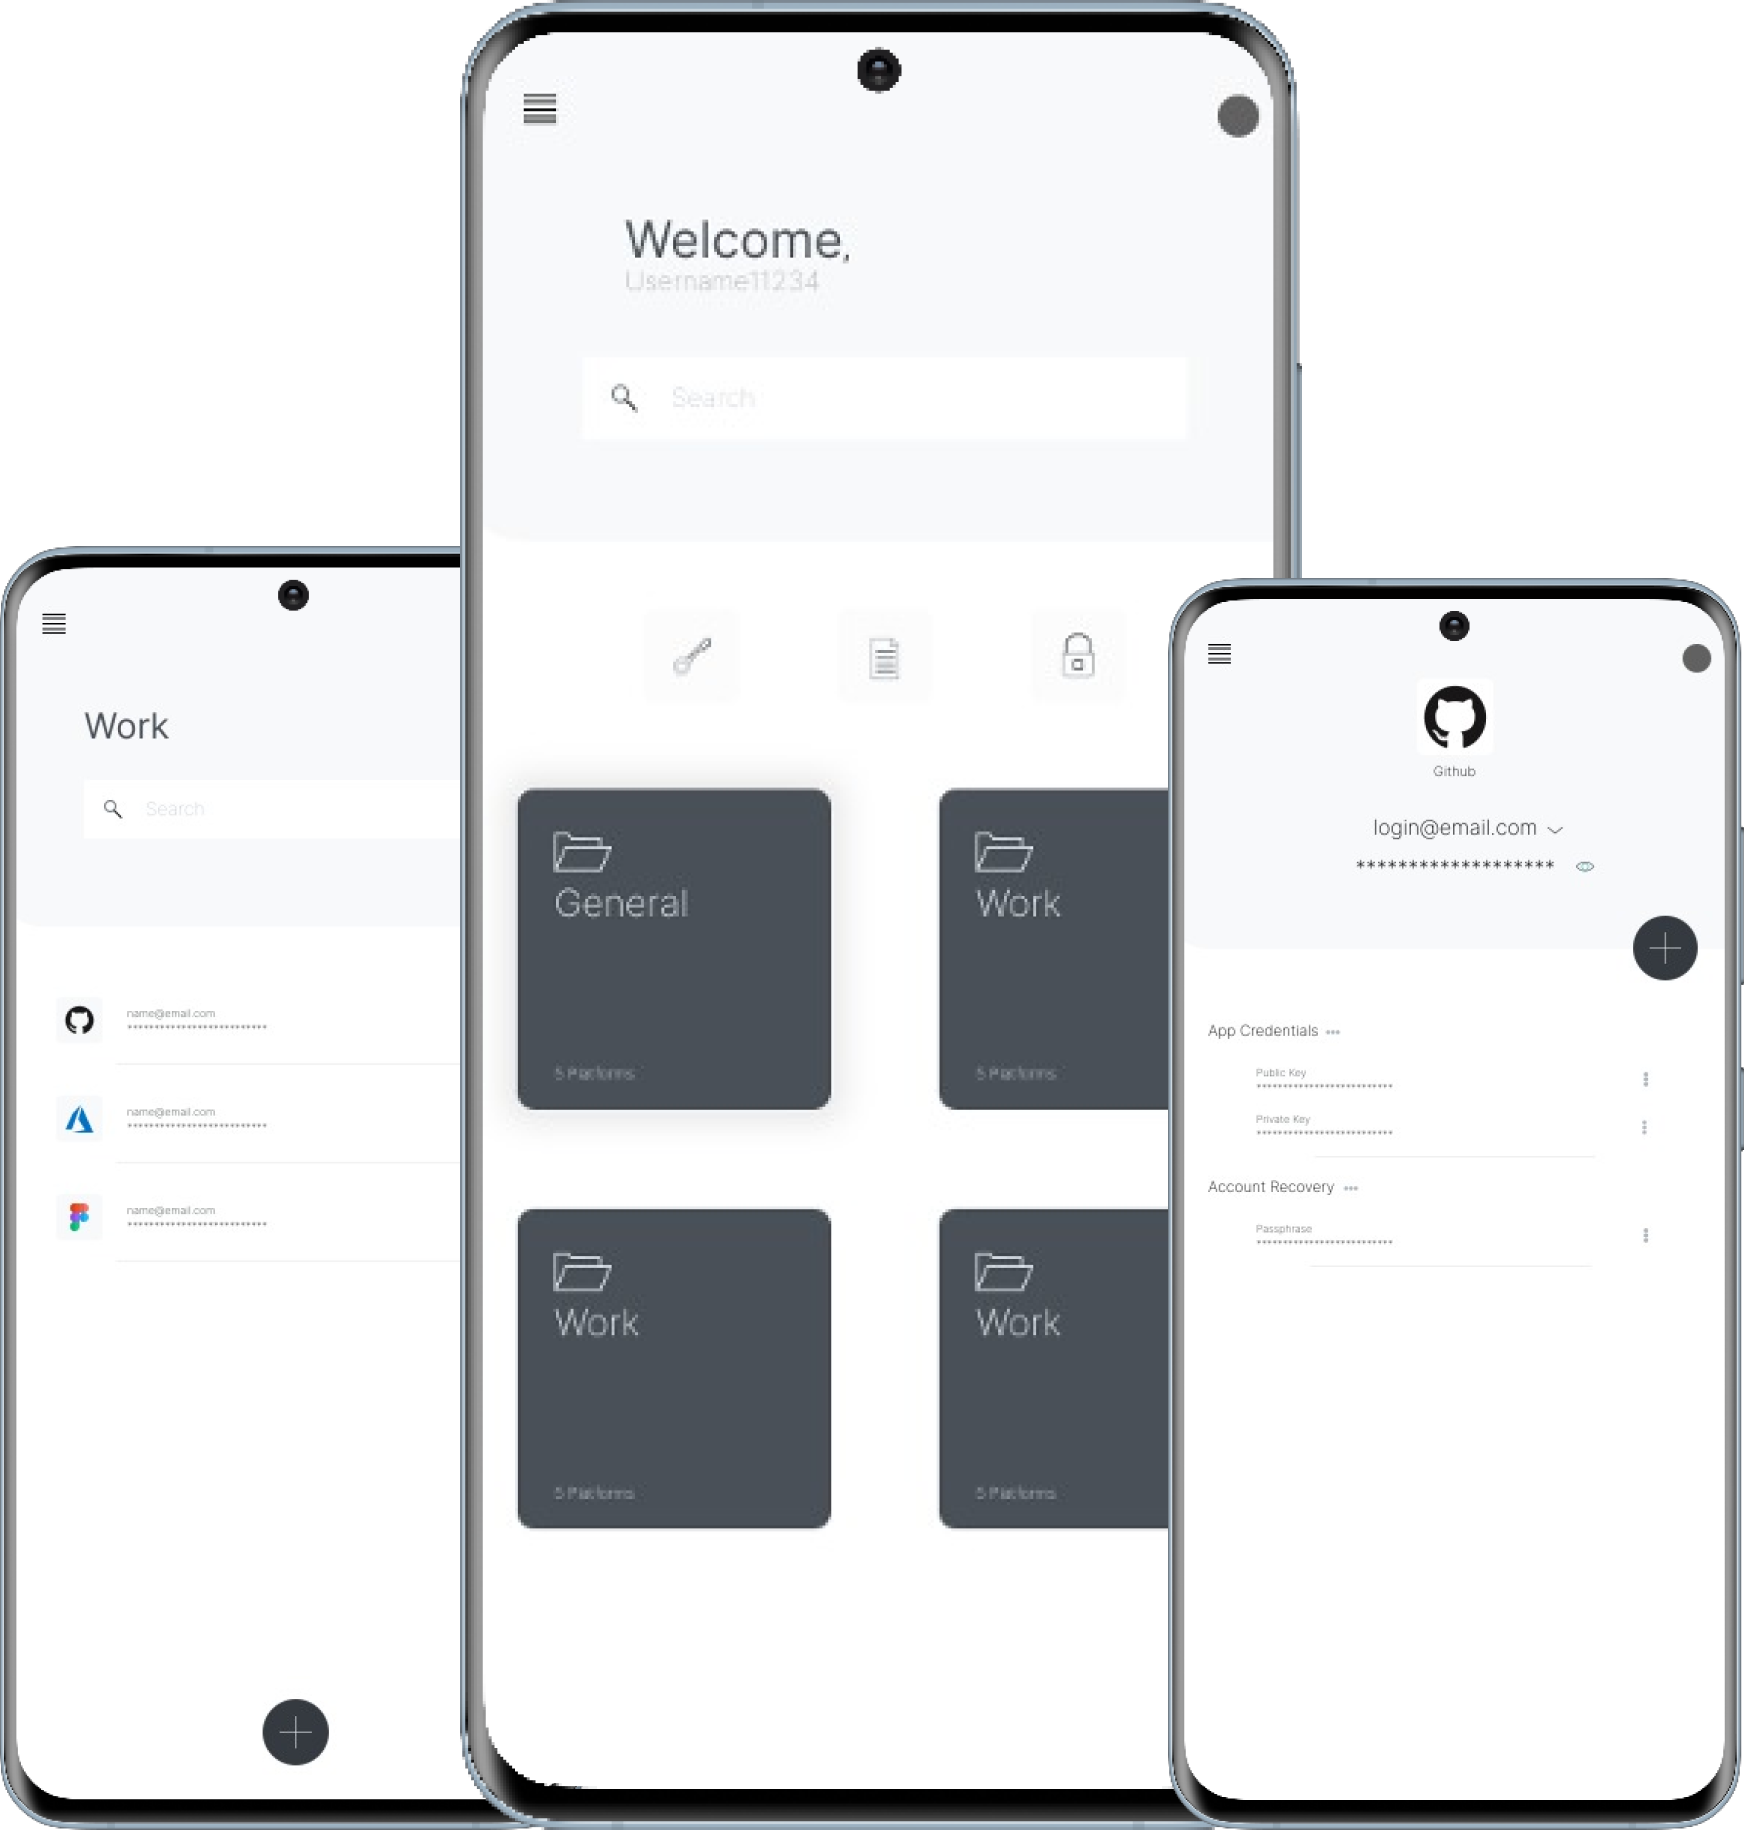 Welcome,
Username11234
Search
General
5 Platforms
Work
5 Platforms
Work
5 Platforms
Work
5 Platforms
Work
Search
name@email.com
**************************
name@email.com
**************************
name@email.com
**************************
Github
login@email.com
*******************
App Credentials •••
Public Key
**************************
Private Key
**************************
Account Recovery •••
Passphrase
**************************